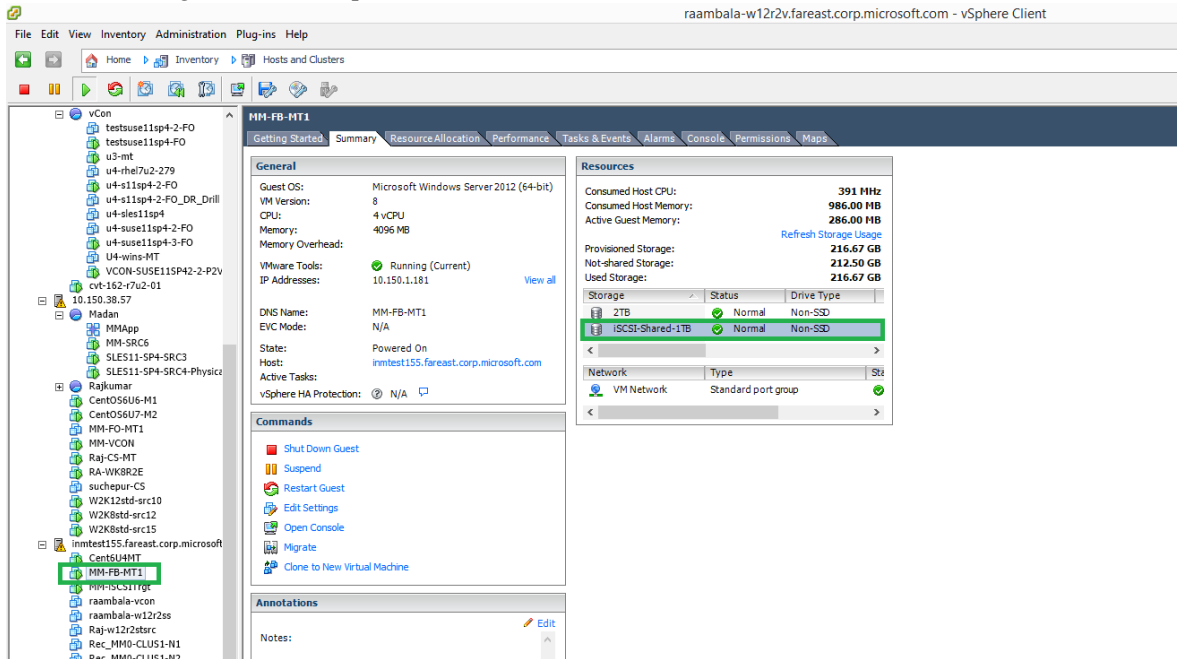 raambala-w12r2v.fareast.corp.microsoft.com - vSphere Client
File Edit View Inventory Administration Plug-ins Help
Home Inventory Hosts and Clusters
vCon
testsuse11sp4-2-FO
testsuse11sp4-FO
u3-mt
u4-rhel7u2-279
u4-s11sp4-2-FO
u4-s11sp4-2-FO_DR_Drill
u4-sles11sp4
u4-suse11sp4-2-FO
u4-suse11sp4-3-FO
U4-wins-MT
VCON-SUSE11SP42-2-P2V
cvt-162-r7u2-01
10.150.38.57
Madan
MMApp
MM-SRC6
SLES11-SP4-SRC3
SLES11-SP4-SRC4-Physica
Rajkumar
CentOS6U6-M1
CentOS6U7-M2
MM-FO-MT1
MM-VCON
Raj-CS-MT
RA-WK8R2E
suchepur-CS
W2K12std-src10
W2K8std-src12
W2K8std-src15
inmtest155.fareast.corp.microsoft
Cent6U4MT
MM-FB-MT1
MM-ISCSITrgt
raambala-vcon
raambala-w12r2ss
Raj-w12r2stsrc
Rec_MM0-CLUS1-N1
Rec_MM0-CLUS1-N2
MM-FB-MT1
Getting Started Summary Resource Allocation Performance Tasks & Events Alarms Console Permissions Maps
General
Guest OS: Microsoft Windows Server 2012 (64-bit)
VM Version: 8
CPU: 4 vCPU
Memory: 4096 MB
Memory Overhead:
VMware Tools: Running (Current)
IP Addresses: 10.150.1.181 View all
DNS Name: MM-FB-MT1
EVC Mode: N/A
State: Powered On
Host: inmtest155.fareast.corp.microsoft.com
Active Tasks:
vSphere HA Protection: N/A
Commands
Shut Down Guest
Suspend
Restart Guest
Edit Settings
Open Console
Migrate
Clone to New Virtual Machine
Annotations
Edit
Notes:
Resources
Consumed Host CPU: 391 MHz
Consumed Host Memory: 986.00 MB
Active Guest Memory: 286.00 MB
Refresh Storage Usage
Provisioned Storage: 216.67 GB
Not-shared Storage: 212.50 GB
Used Storage: 216.67 GB
Storage Status Drive Type
2TB Normal Non-SSD
iSCSI-Shared-1TB Normal Non-SSD
Network Type Sta
VM Network Standard port group